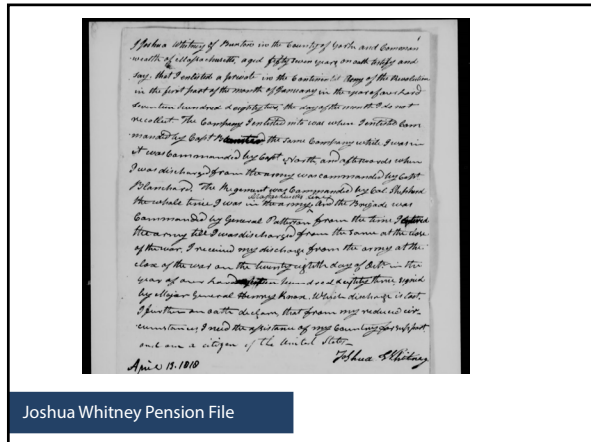 I Joshua Whitney of Buxton in the County of York and Common
wealth of Massachusetts, aged fifty seven years, on oath testify and
say, that I enlisted a private in the Continental Army of the Revolution
in the first part of the month of January in the year of our Lord
seventeen hundred & eighty two, the day of the month I do not
recollect. The Company I enlisted into was when I enlisted Com
manded by Capt the same Company while I was in
it was Commanded by Capt North, and afterwards when
I was discharged from the army was commanded by Capt
Blanchard. The Regiment was Commanded by Col. Shephard
Massachusetts line
the whole time I was in the army, And the Brigade was
Commanded by General Patterson from the time I
the army till I was discharged from the same at the close
of the war. I received my discharge from the army at the
close of the war on the twenty eighth day of Octr. in the
year of our hundred & eighty three, signed
by Major General Henry Knox. Which discharge is lost
I further on oath declare, that from my reduced cir-
cumstances I need the assistance of my Country for support
and am a citizen of the United States—
Joshua Whitney
April 13. 1818
Joshua Whitney Pension File